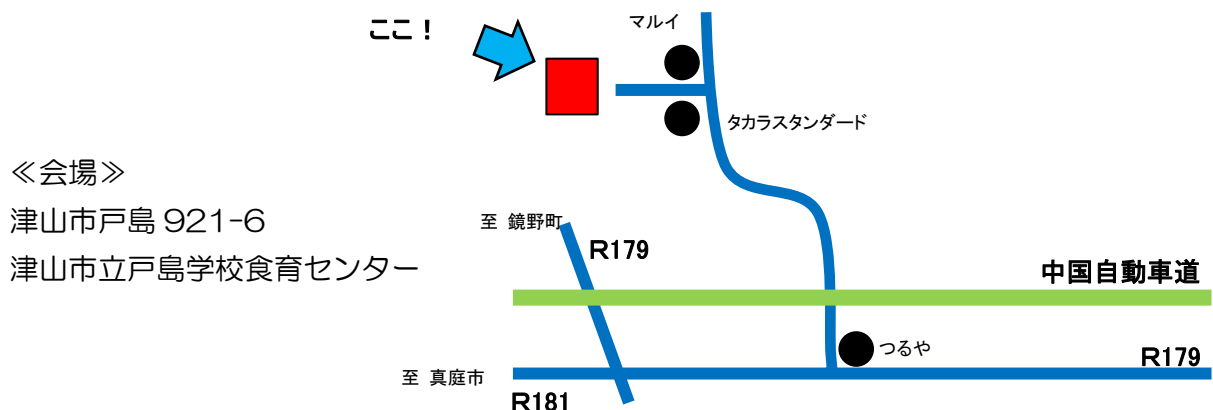 ここ！
マルイ
タカラスタンダード
≪会場≫
津山市戸島 921-6
津山市立戸島学校食育センター
至 鏡野町
R179
中国自動車道
つるや
R179
至 真庭市
R181